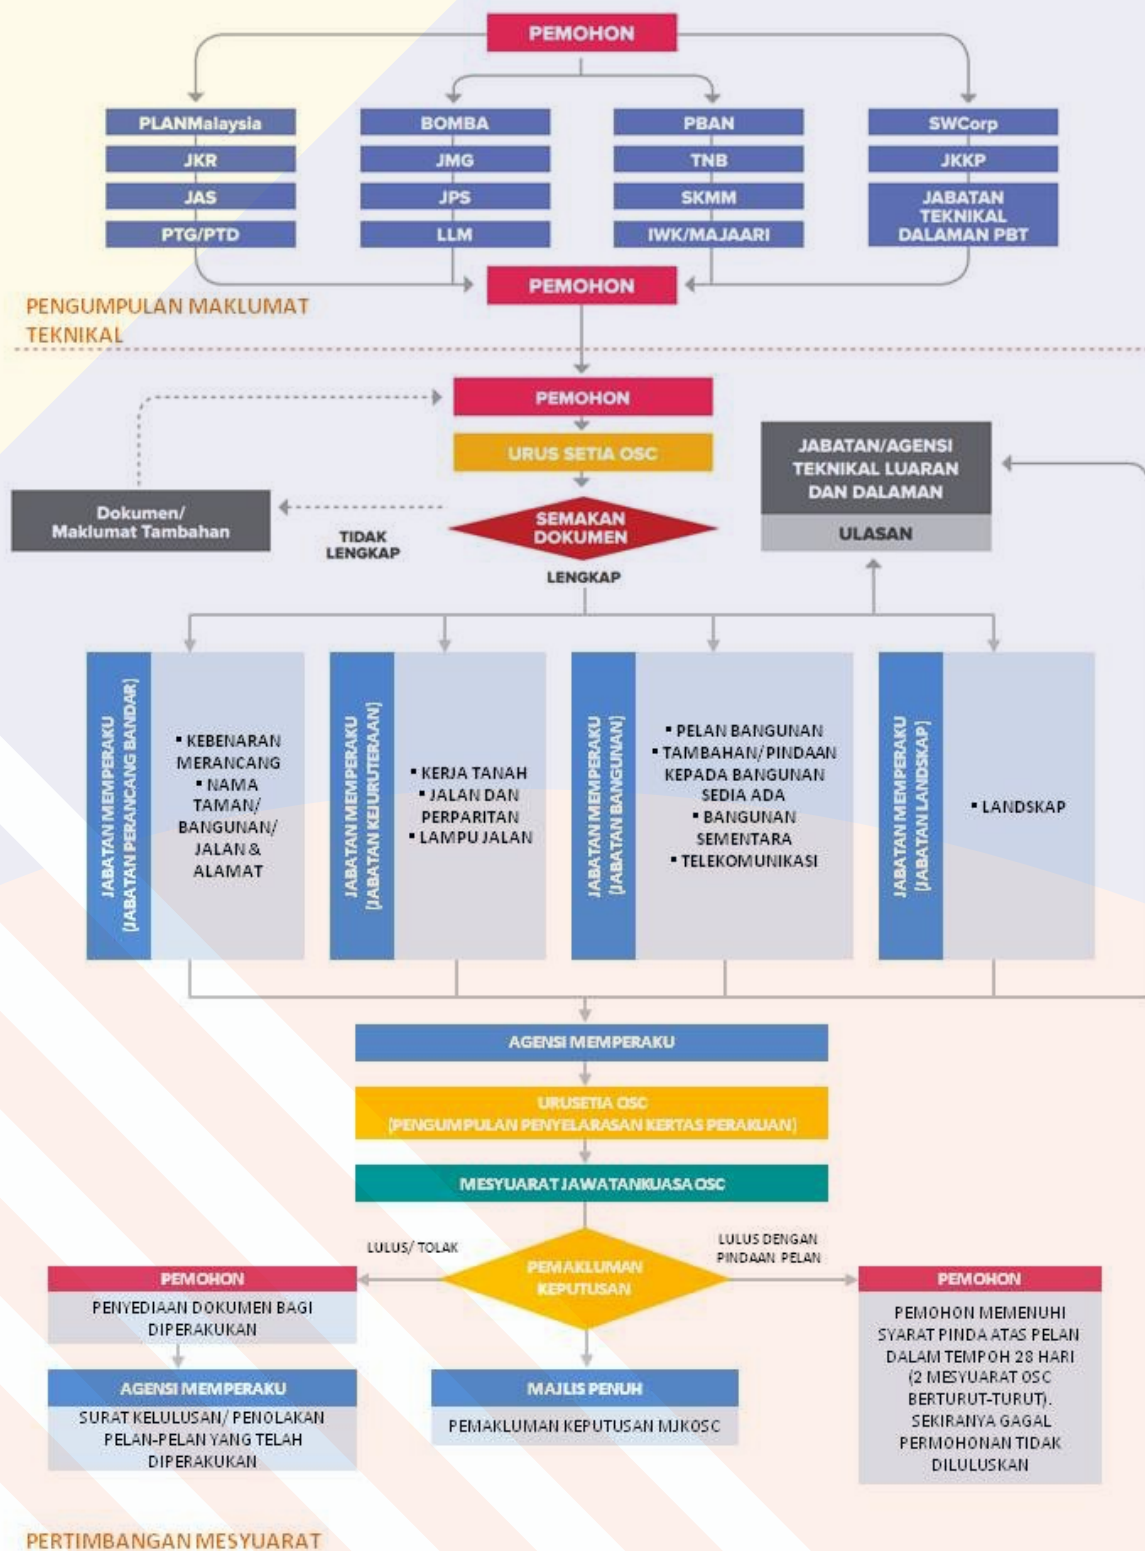 PEMOHON
PLANMalaysia
JKR
JAS
PTG/PTD
BOMBA
JMG
JPS
LLM
PBAN
TNB
SKMM
IWK/MAJAARI
SWCorp
JKKP
JABATAN
TEKNIKAL
DALAMAN PBT
PEMOHON
PENGUMPULAN MAKLUMAT
TEKNIKAL
PEMOHON
URUS SETIA OSC
SEMAKAN
DOKUMEN
TIDAK
LENGKAP
Dokumen/
Maklumat Tambahan
LENGKAP
JABATAN/AGENSI
TEKNIKAL LUARAN
DAN DALAMAN
ULASAN
JABATAN MEMPERAKU
(JABATAN PERANCANG BANDAR)
▪ KEBENARAN
MERANCANG
▪ NAMA
TAMAN/
BANGUNAN/
JALAN &
ALAMAT
JABATAN MEMPERAKU
(JABATAN KEJURUTERAAN)
▪ KERJA TANAH
▪ JALAN DAN
PERPARITAN
▪ LAMPU JALAN
JABATAN MEMPERAKU
(JABATAN BANGUNAN)
▪ PELAN BANGUNAN
▪ TAMBAHAN/PINDAAN
KEPADA BANGUNAN
SEDIA ADA
▪ BANGUNAN
SEMENTARA
▪ TELEKOMUNIKASI
JABATAN MEMPERAKU
(JABATAN LANDSKAP)
▪ LANDSKAP
AGENSI MEMPERAKU
URUSETIA OSC
(PENGUMPULAN PENYELARASAN KERTAS PERAKUAN)
MESYUARAT JAWATANKUASA OSC
PEMAKLUMAN
KEPUTUSAN
LULUS/ TOLAK
LULUS DENGAN
PINDAAN PELAN
PEMOHON
PENYEDIAAN DOKUMEN BAGI
DIPERAKUKAN
AGENSI MEMPERAKU
SURAT KELULUSAN/ PENOLAKAN
PELAN-PELAN YANG TELAH
DIPERAKUKAN
MAJLIS PENUH
PEMAKLUMAN KEPUTUSAN MJKOSC
PEMOHON
PEMOHON MEMENUHI
SYARAT PINDA ATAS PELAN
DALAM TEMPOH 28 HARI
(2 MESYUARAT OSC
BERTURUT-TURUT).
SEKIRANYA GAGAL
PERMOHONAN TIDAK
DILULUSKAN
PERTIMBANGAN MESYUARAT